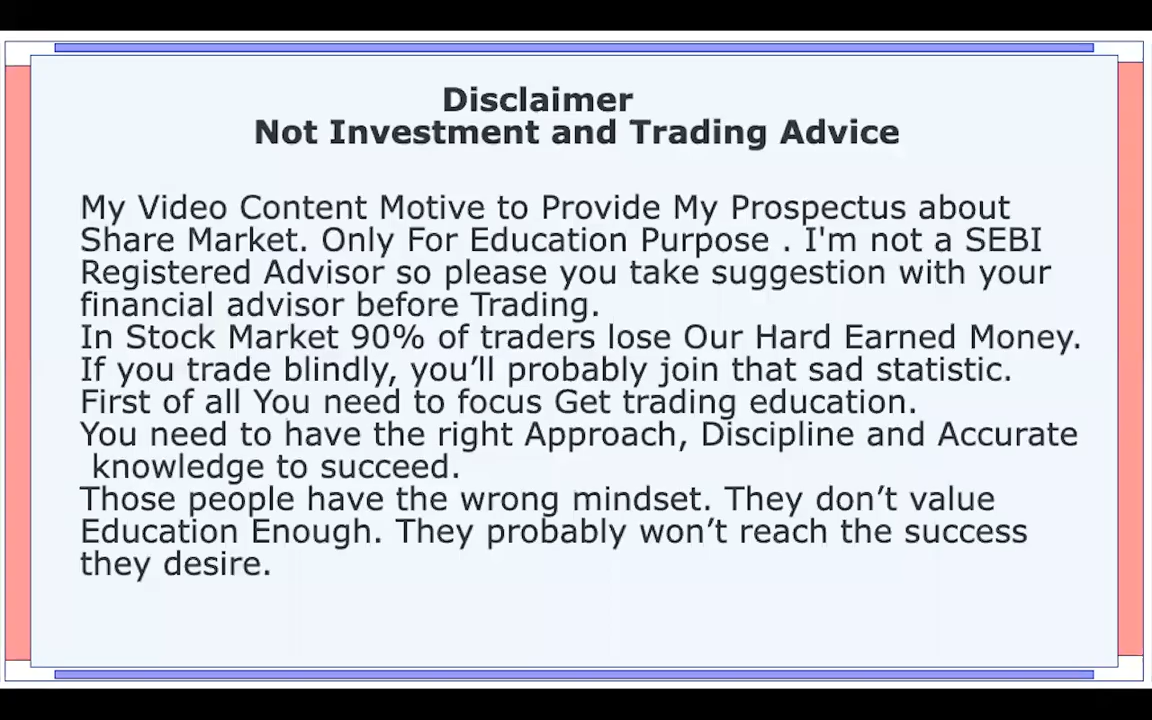 Disclaimer
Not Investment and Trading Advice
My Video Content Motive to Provide My Prospectus about
Share Market. Only For Education Purpose . I'm not a SEBI
Registered Advisor so please you take suggestion with your
financial advisor before Trading.
In Stock Market 90% of traders lose Our Hard Earned Money.
If you trade blindly, you’ll probably join that sad statistic.
First of all You need to focus Get trading education.
You need to have the right Approach, Discipline and Accurate
knowledge to succeed.
Those people have the wrong mindset. They don’t value
Education Enough. They probably won’t reach the success
they desire.